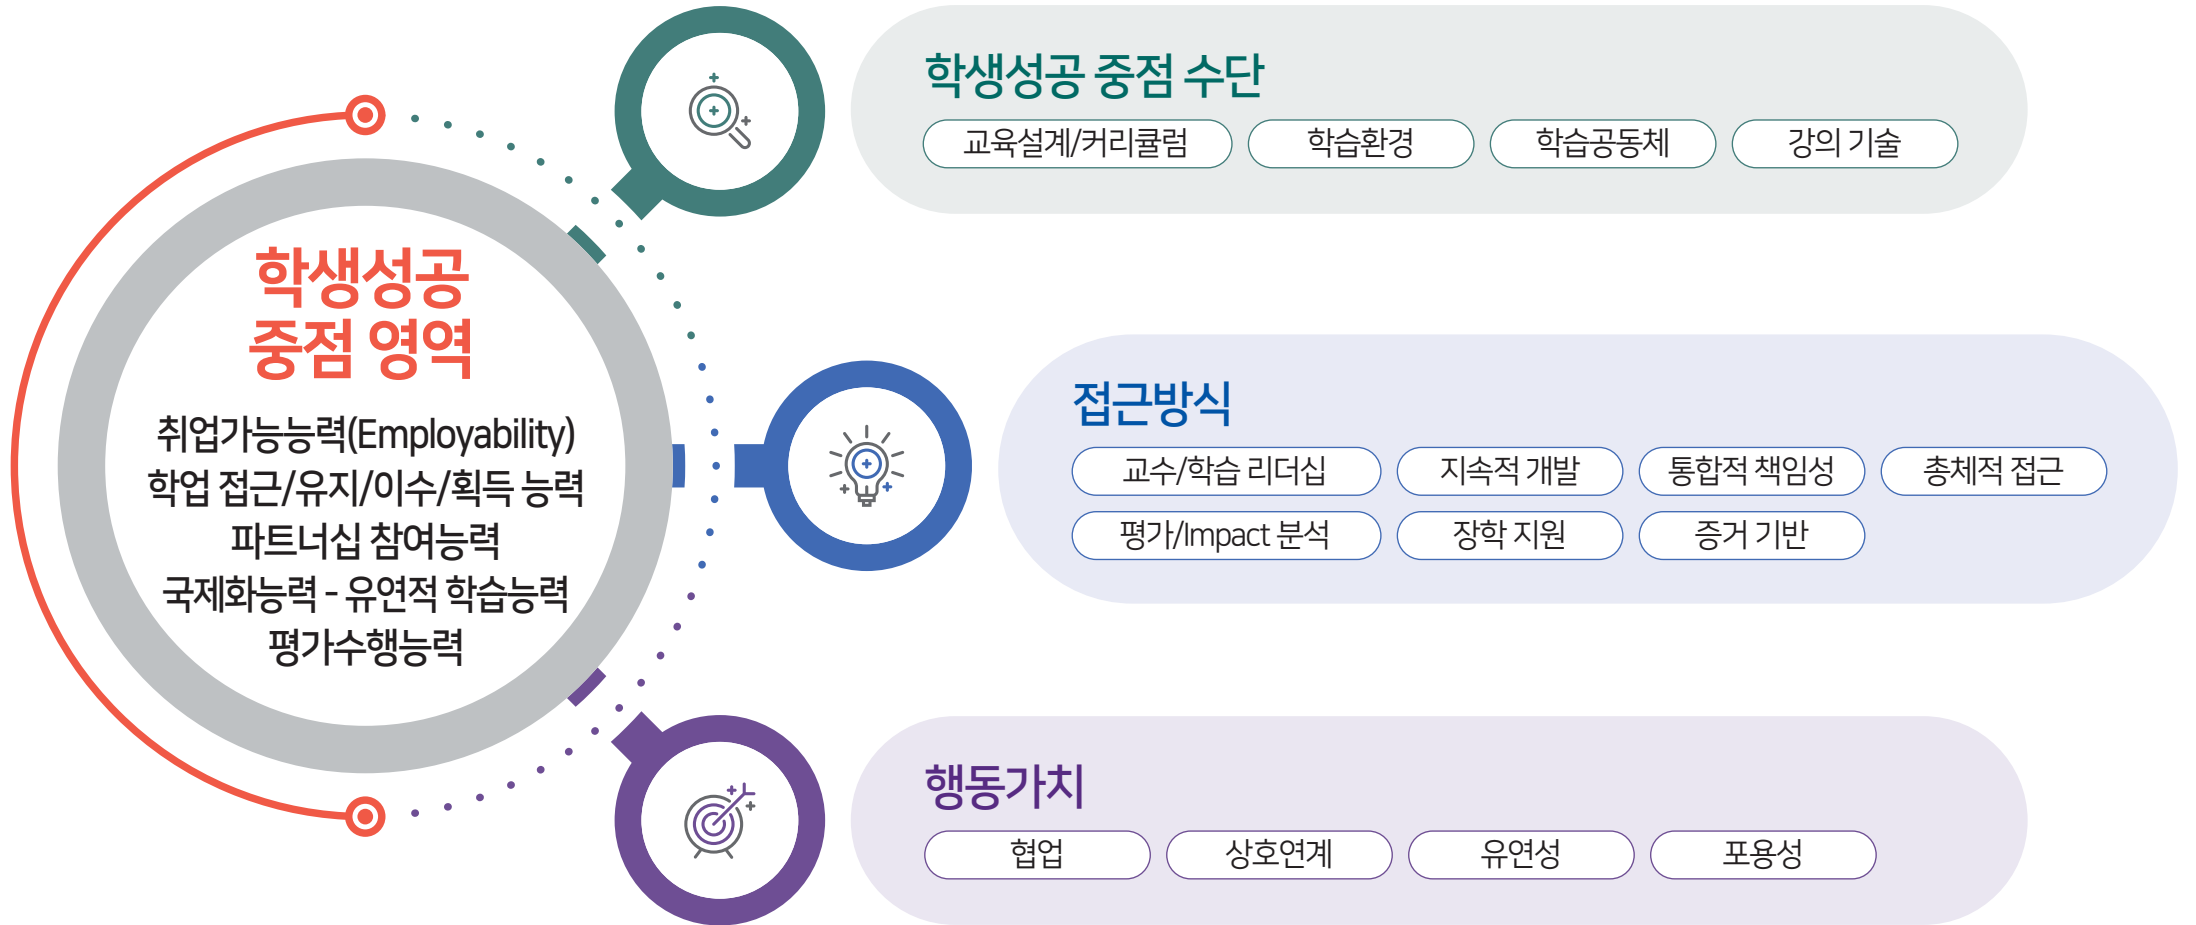 학생성공
중점 영역
취업가능능력(Employability)
학업 접근/유지/이수/획득 능력
파트너십 참여능력
국제화능력 - 유연적 학습능력
평가수행능력
학생성공 중점 수단
교육설계/커리큘럼 학습환경 학습공동체 강의 기술
접근방식
교수/학습 리더십 지속적 개발 통합적 책임성 총체적 접근
평가/Impact 분석 장학 지원 증거 기반
행동가치
협업 상호연계 유연성 포용성